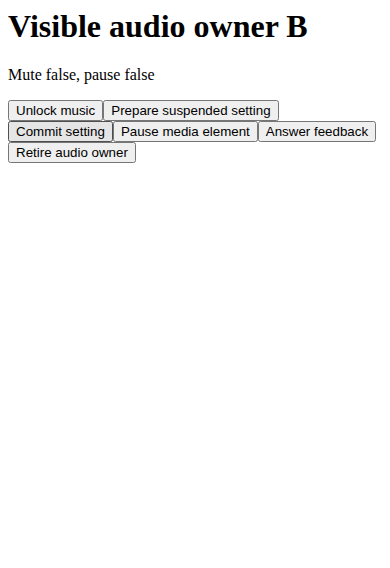 Visible audio owner B
Mute false, pause false
Unlock music Prepare suspended setting
Commit setting Pause media element Answer feedback
Retire audio owner